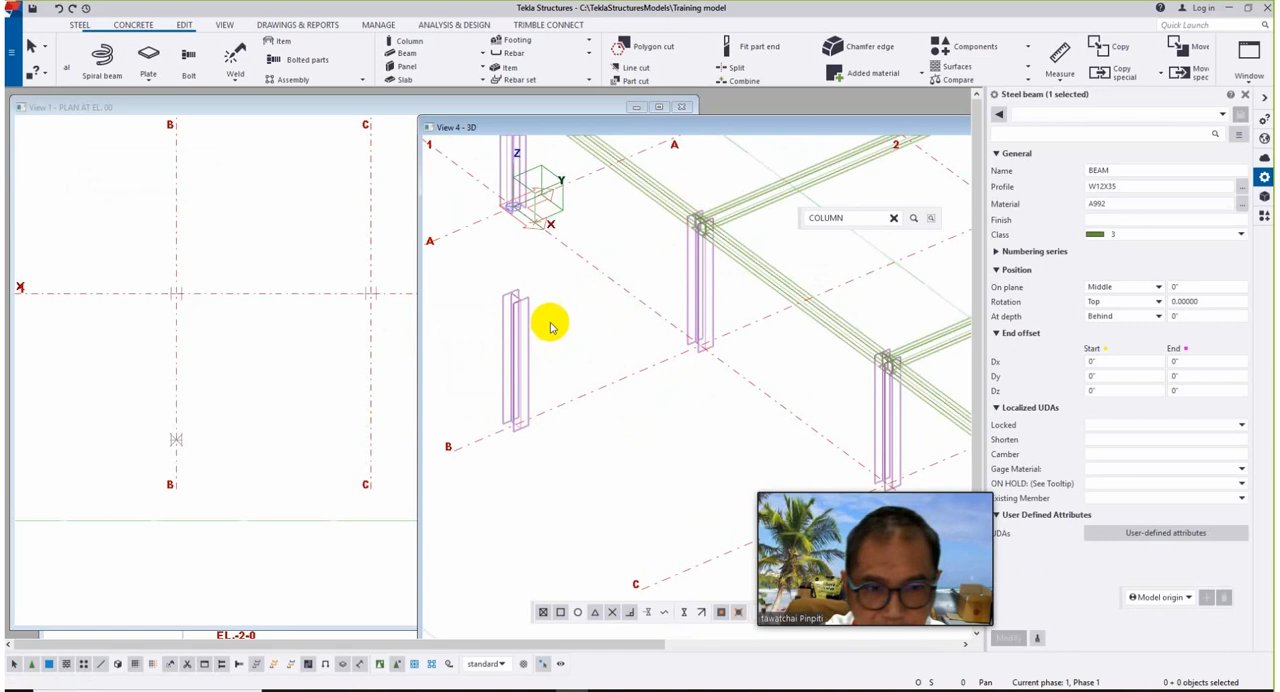 Tekla Structures - C:\TeklaStructuresModels\Training model
Log in
STEEL CONCRETE EDIT VIEW DRAWINGS & REPORTS MANAGE ANALYSIS & DESIGN TRIMBLE CONNECT
Quick Launch
al
Spiral beam
Plate
Bolt
Weld
Item
Bolted parts
Assembly
Column
Beam
Panel
Slab
Footing
Rebar
Item
Rebar set
Polygon cut
Line cut
Part cut
Fit part end
Split
Combine
Chamfer edge
Added material
Components
Surfaces
Compare
Measure
Copy
Copy special
Move
Move spec
Window
View 1 - PLAN AT EL. 00
B
C
B
C
EL.-2-0
View 4 - 3D
1
A
2
Z
Y
X
A
B
C
COLUMN
tawatchai Pinpiti
Steel beam (1 selected)
General
Name BEAM
Profile W12X35
Material A992
Finish
Class 3
Numbering series
Position
On plane Middle 0"
Rotation Top 0.00000
At depth Behind 0"
End offset
Start End
Dx 0" 0"
Dy 0" 0"
Dz 0" 0"
Localized UDAs
Locked
Shorten
Camber
Gage Material:
ON HOLD: (See Tooltip)
Existing Member
User Defined Attributes
UDAs User-defined attributes
Model origin
Modify
standard
O S 0 Pan Current phase: 1, Phase 1 0 + 0 objects selected